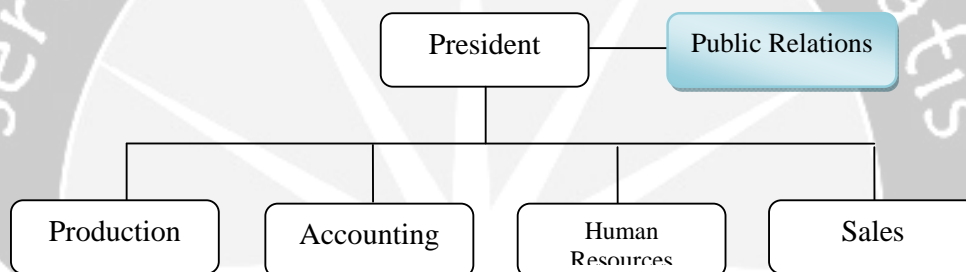 President
Public Relations
Production
Accounting
Human
Resources
Sales